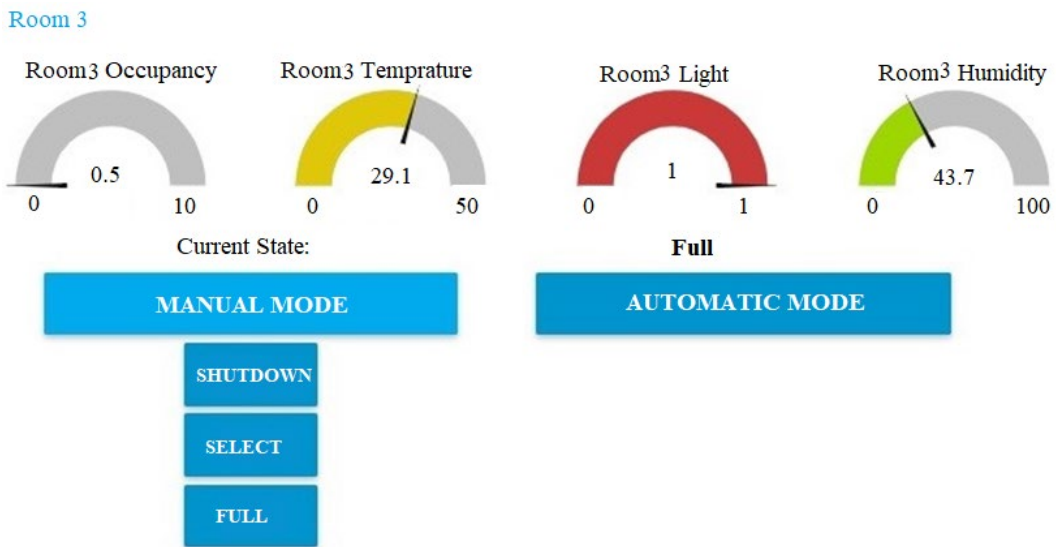 Room 3
Room3 Occupancy
Room3 Temprature
Room3 Light
Room3 Humidity
0.5
29.1
1
43.7
0 10
0 50
0 1
0 100
Current State: Full
MANUAL MODE
AUTOMATIC MODE
SHUTDOWN
SELECT
FULL